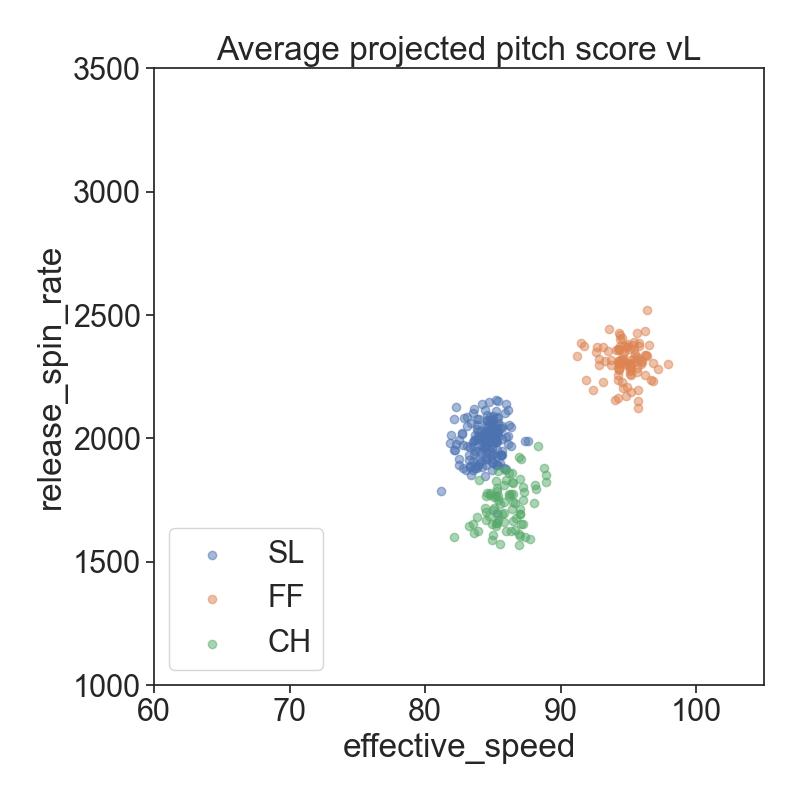 Average projected pitch score vL
3500
3000
2500
2000
1500
1000
release_spin_rate
SL
FF
CH
60
70
80
90
100
effective_speed